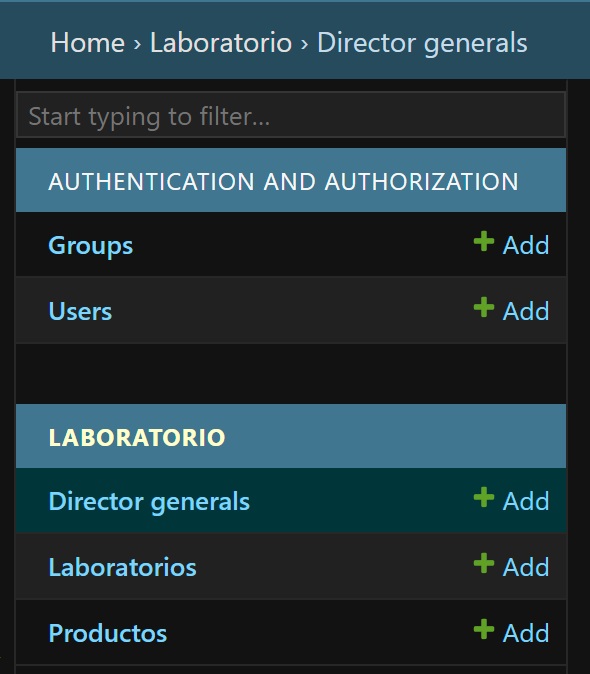 Home › Laboratorio › Director generals
Start typing to filter...
AUTHENTICATION AND AUTHORIZATION
Groups + Add
Users + Add
LABORATORIO
Director generals + Add
Laboratorios + Add
Productos + Add